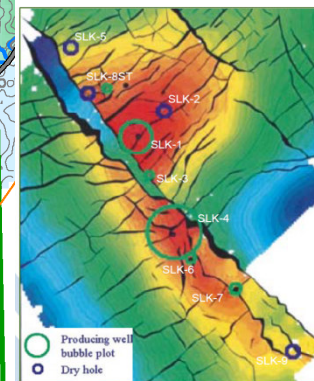 SLK-5
SLK-8ST
SLK-2
SLK-1
SLK-3
SLK-4
SLK-6
SLK-7
SLK-9
Producing well
bubble plot
Dry hole